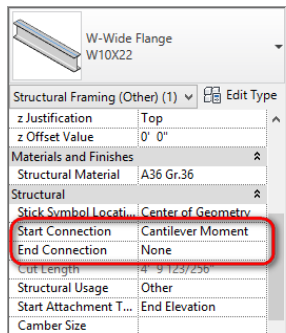 W-Wide Flange
W10X22
Structural Framing (Other) (1) Edit Type
z Justification Top
z Offset Value 0' 0"
Materials and Finishes
Structural Material A36 Gr.36
Structural
Stick Symbol Locati... Center of Geometry
Start Connection Cantilever Moment
End Connection None
Cut Length 4' 9 123/256"
Structural Usage Other
Start Attachment T... End Elevation
Camber Size